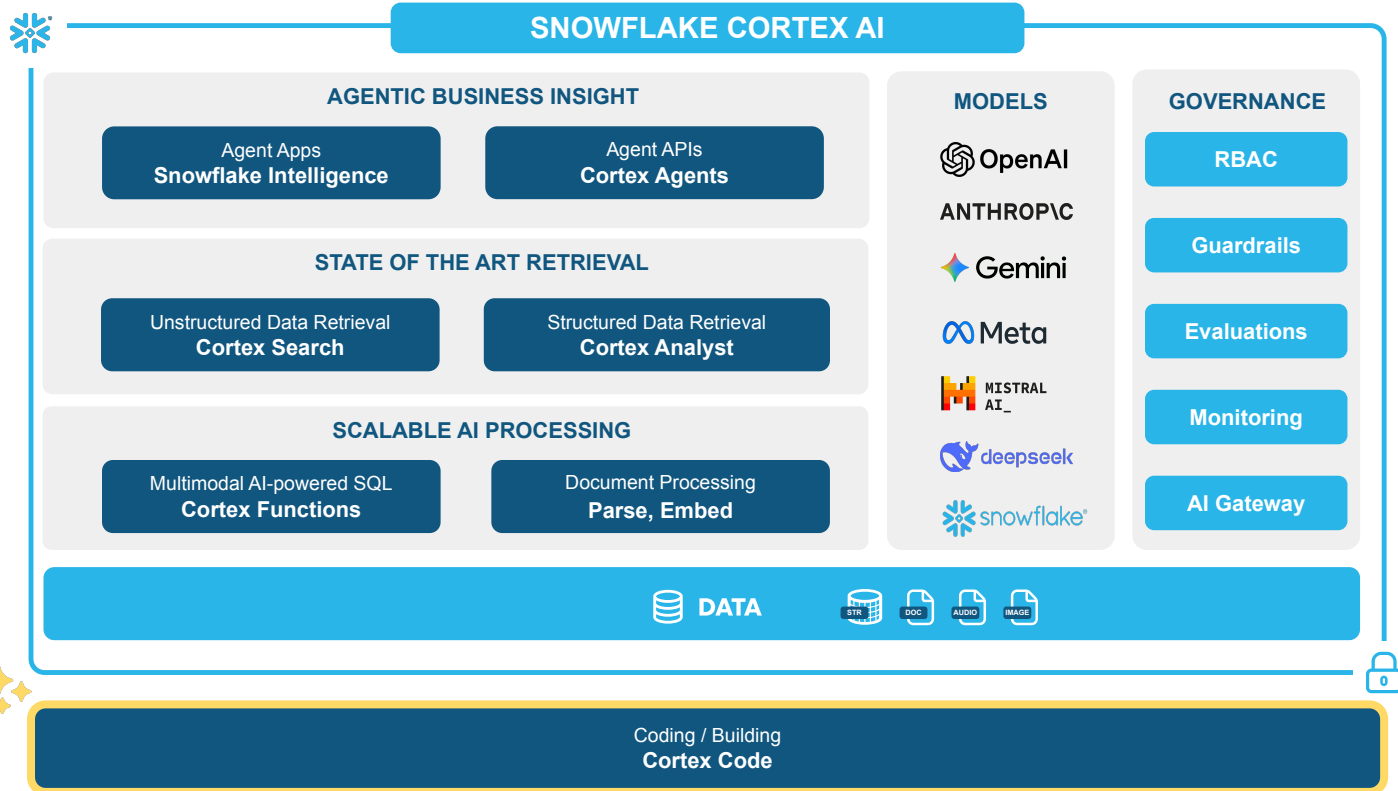 SNOWFLAKE CORTEX AI
AGENTIC BUSINESS INSIGHT
Agent Apps
Snowflake Intelligence
Agent APIs
Cortex Agents
STATE OF THE ART RETRIEVAL
Unstructured Data Retrieval
Cortex Search
Structured Data Retrieval
Cortex Analyst
SCALABLE AI PROCESSING
Multimodal AI-powered SQL
Cortex Functions
Document Processing
Parse, Embed
MODELS
OpenAI
ANTHROP\C
Gemini
Meta
MISTRAL
AI_
deepseek
snowflake®
GOVERNANCE
RBAC
Guardrails
Evaluations
Monitoring
AI Gateway
DATA
STR
DOC
AUDIO
IMAGE
Coding / Building
Cortex Code